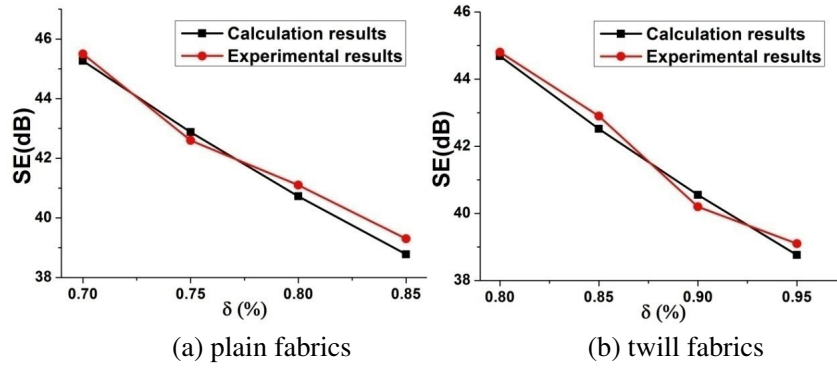 Calculation results
Experimental results
SE(dB)
46
44
42
40
38
0.70
0.75
0.80
0.85
δ (%)
(a) plain fabrics
Calculation results
Experimental results
SE(dB)
46
44
42
40
38
0.80
0.85
0.90
0.95
δ (%)
(b) twill fabrics